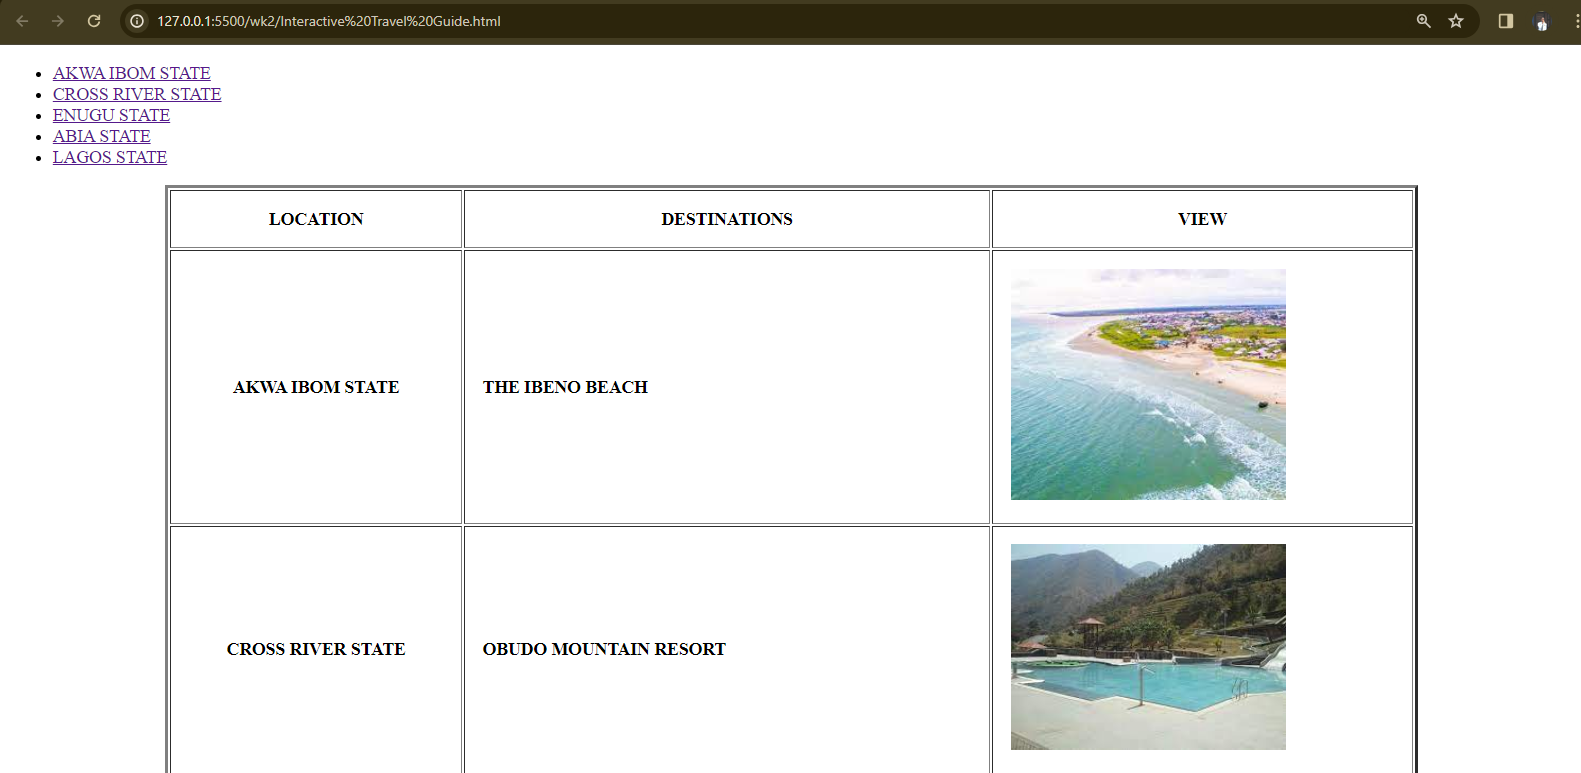 127.0.0.1:5500/wk2/Interactive%20Travel%20Guide.html
AKWA IBOM STATE
CROSS RIVER STATE
ENUGU STATE
ABIA STATE
LAGOS STATE
LOCATION DESTINATIONS VIEW
AKWA IBOM STATE THE IBENO BEACH
CROSS RIVER STATE OBUDO MOUNTAIN RESORT